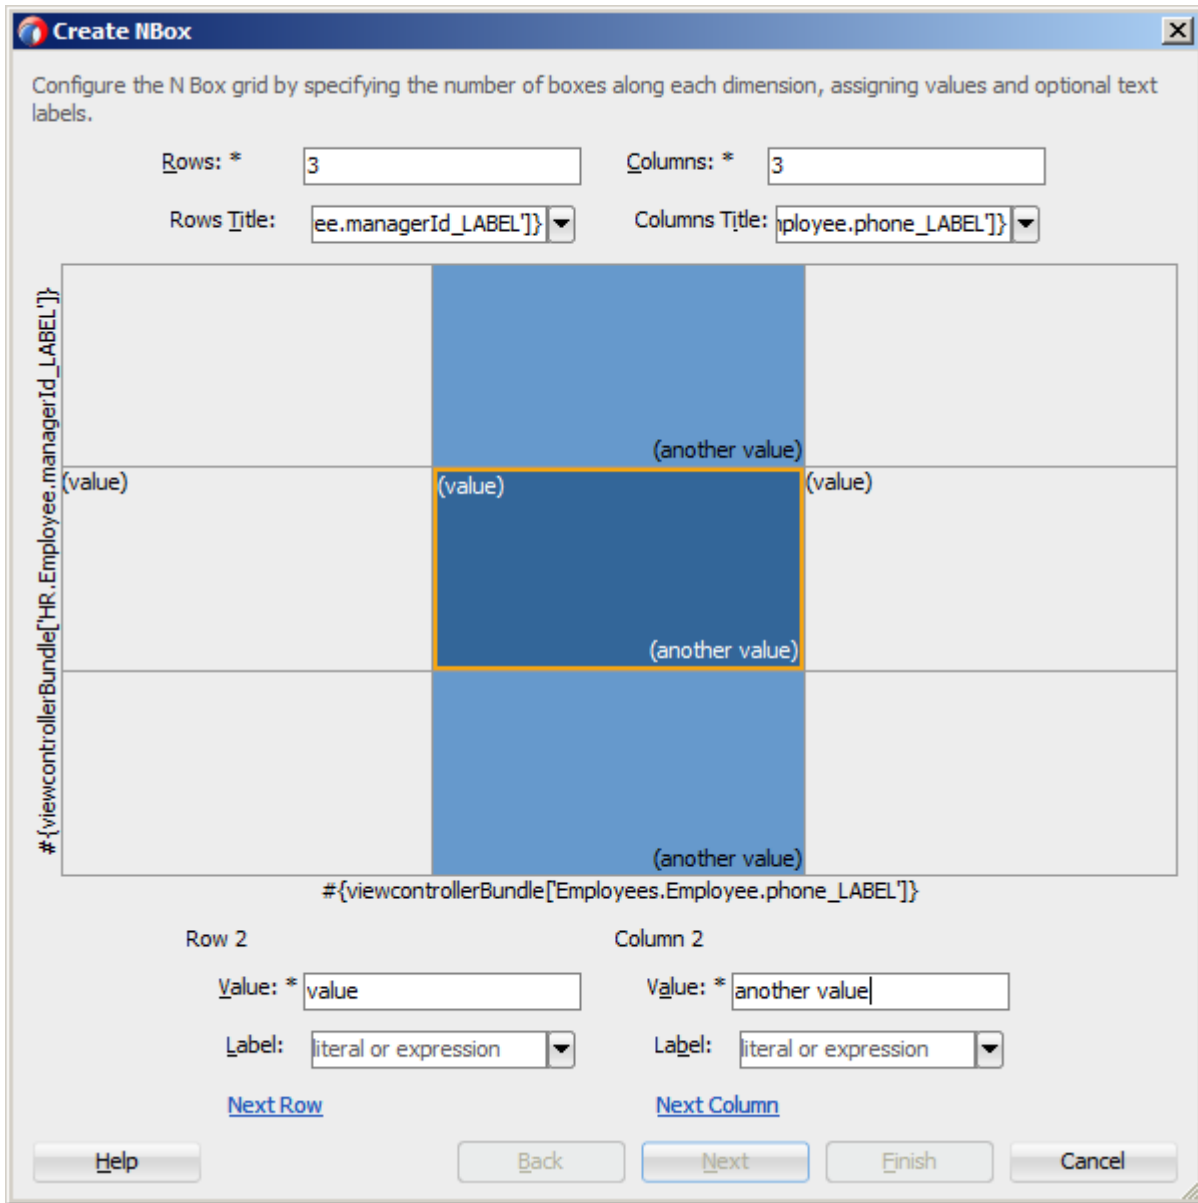 Create NBox
Configure the N Box grid by specifying the number of boxes along each dimension, assigning values and optional text
labels.
Rows: * 3 Columns: * 3
Rows Title: ee.managerId_LABEL']} Columns Title: nployee.phone_LABEL']}
#{viewcontrollerBundle['HR.Employee.managerId_LABEL']}
(another value)
(value) (value) (value)
(another value)
(another value)
#{viewcontrollerBundle['Employees.Employee.phone_LABEL']}
Row 2 Column 2
Value: * value Value: * another value
Label: literal or expression Label: literal or expression
Next Row Next Column
Help Back Next Finish Cancel